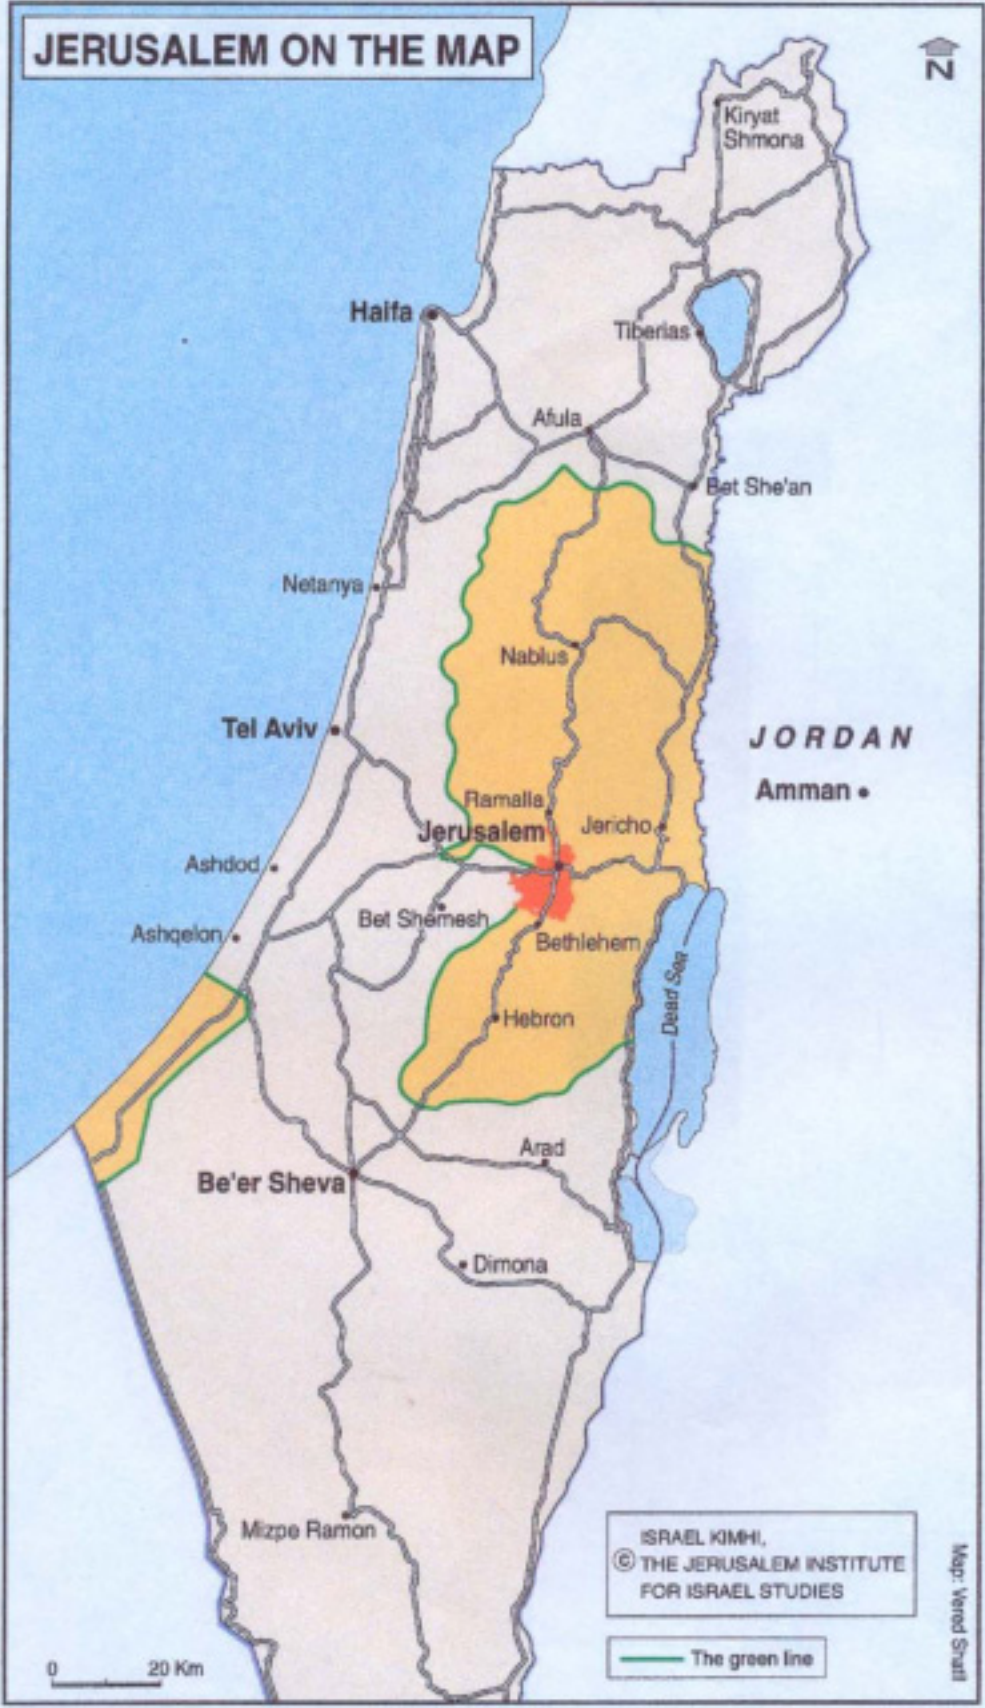 JERUSALEM ON THE MAP
N
Kiryat
Shmona
Haifa
Tiberias
Afula
Bet She'an
Netanya
Nablus
Tel Aviv
JORDAN
Amman
Ramalla
Jerusalem
Jericho
Ashdod
Bet Shemesh
Ashqelon
Bethlehem
Dead Sea
Hebron
Arad
Be'er Sheva
Dimona
Mizpe Ramon
ISRAEL KIMHI,
© THE JERUSALEM INSTITUTE
FOR ISRAEL STUDIES
Map: Vered
The green line
0 20 Km